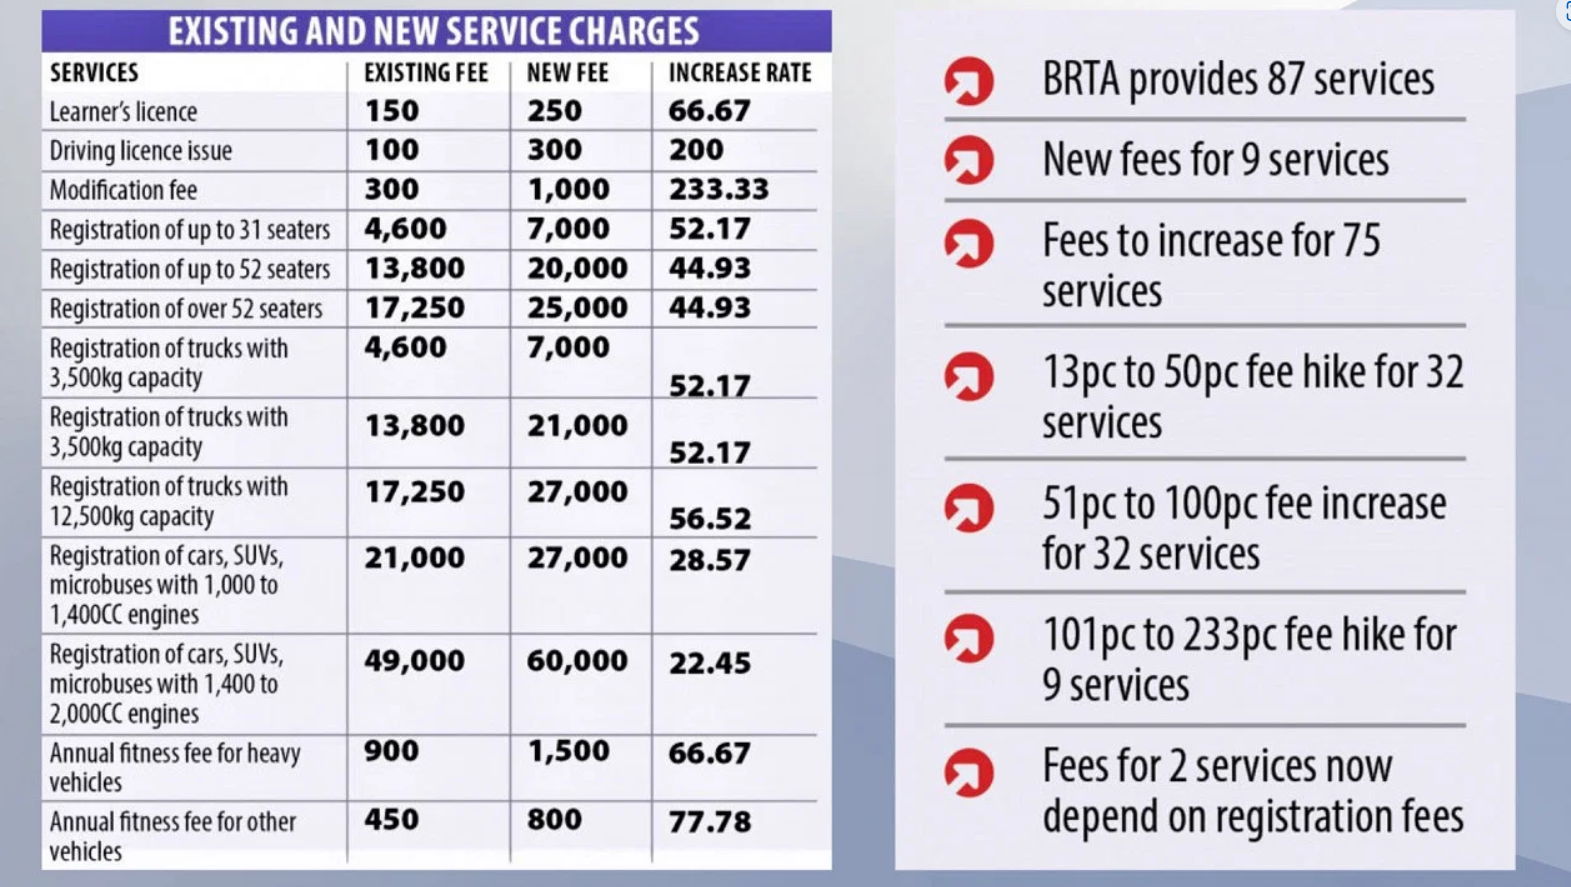 EXISTING AND NEW SERVICE CHARGES
SERVICES EXISTING FEE NEW FEE INCREASE RATE
Learner's licence 150 250 66.67
Driving licence issue 100 300 200
Modification fee 300 1,000 233.33
Registration of up to 31 seaters 4,600 7,000 52.17
Registration of up to 52 seaters 13,800 20,000 44.93
Registration of over 52 seaters 17,250 25,000 44.93
Registration of trucks with 4,600 7,000
3,500kg capacity 52.17
Registration of trucks with 13,800 21,000
3,500kg capacity 52.17
Registration of trucks with 17,250 27,000
12,500kg capacity 56.52
Registration of cars, SUVs, 21,000 27,000 28.57
microbuses with 1,000 to
1,400CC engines
Registration of cars, SUVs, 49,000 60,000 22.45
microbuses with 1,400 to
2,000CC engines
Annual fitness fee for heavy 900 1,500 66.67
vehicles
Annual fitness fee for other 450 800 77.78
vehicles
BRTA provides 87 services
New fees for 9 services
Fees to increase for 75
services
13pc to 50pc fee hike for 32
services
51pc to 100pc fee increase
for 32 services
101pc to 233pc fee hike for
9 services
Fees for 2 services now
depend on registration fees